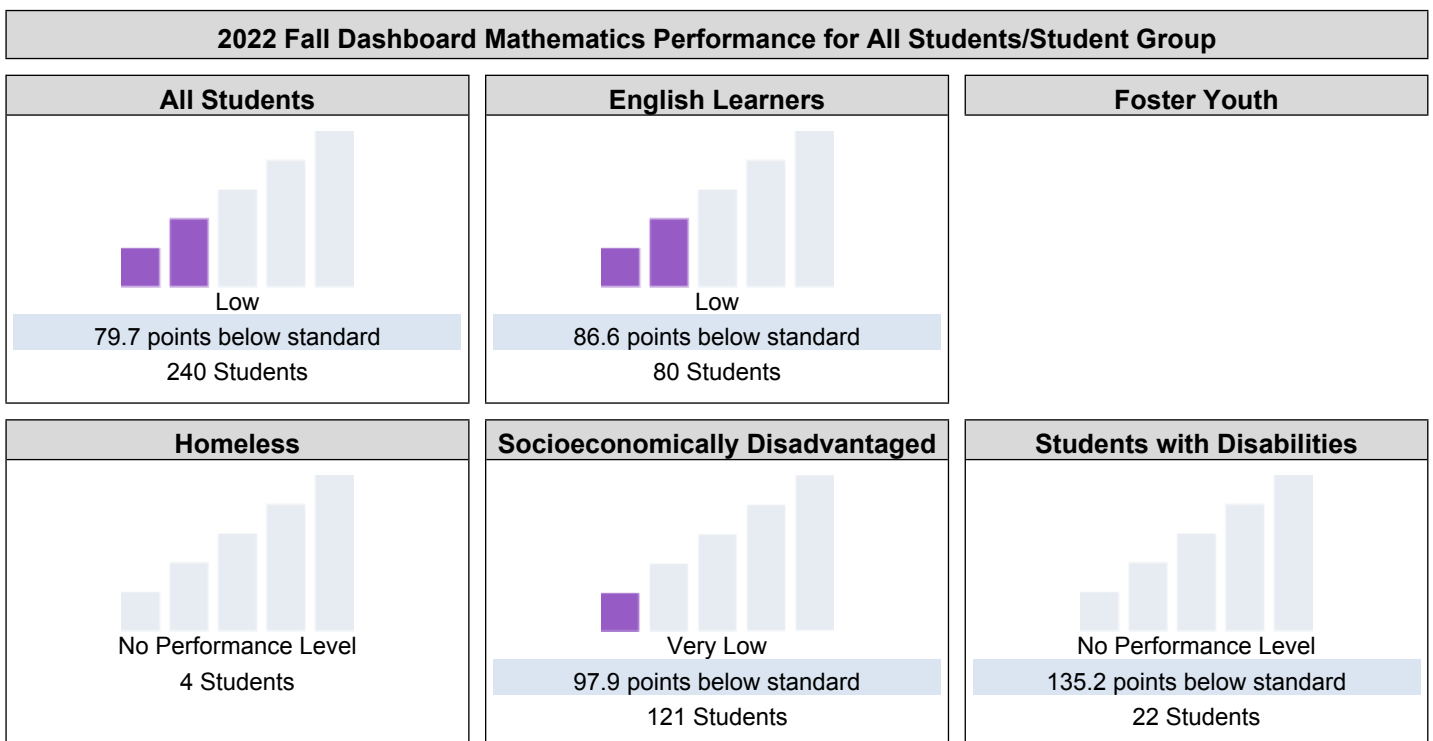 2022 Fall Dashboard Mathematics Performance for All Students/Student Group
All Students
Low
79.7 points below standard
240 Students
English Learners
Low
86.6 points below standard
80 Students
Foster Youth
Homeless
No Performance Level
4 Students
Socioeconomically Disadvantaged
Very Low
97.9 points below standard
121 Students
Students with Disabilities
No Performance Level
135.2 points below standard
22 Students